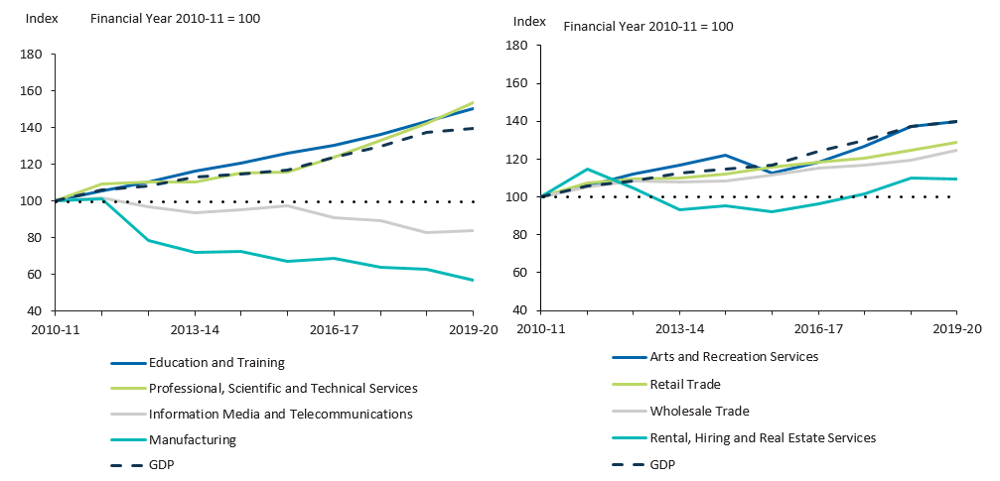 Index Financial Year 2010-11 = 100
180
160
140
120
100
80
60
40
2010-11 2013-14 2016-17 2019-20
Education and Training
Professional, Scientific and Technical Services
Information Media and Telecommunications
Manufacturing
GDP
Index Financial Year 2010-11 = 100
180
160
140
120
100
80
60
40
2010-11 2013-14 2016-17 2019-20
Arts and Recreation Services
Retail Trade
Wholesale Trade
Rental, Hiring and Real Estate Services
GDP